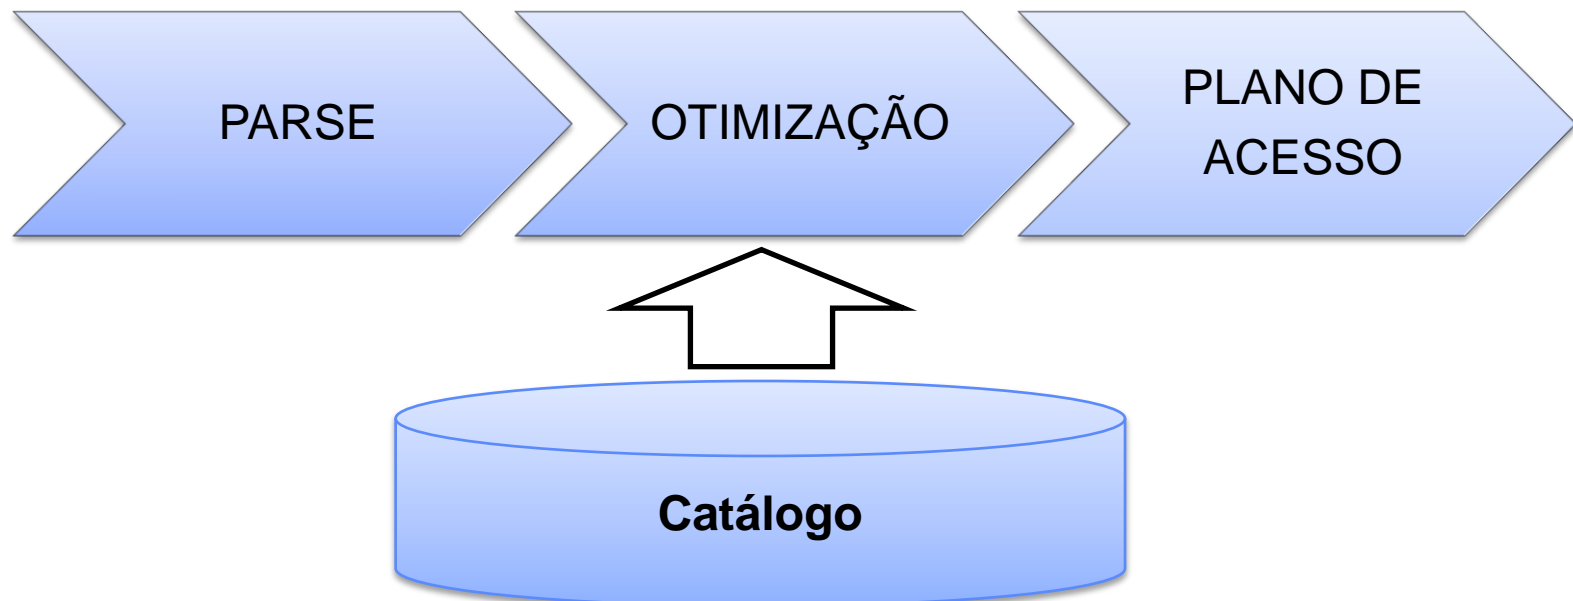 PARSE
OTIMIZAÇÃO
PLANO DE
ACESSO
Catálogo